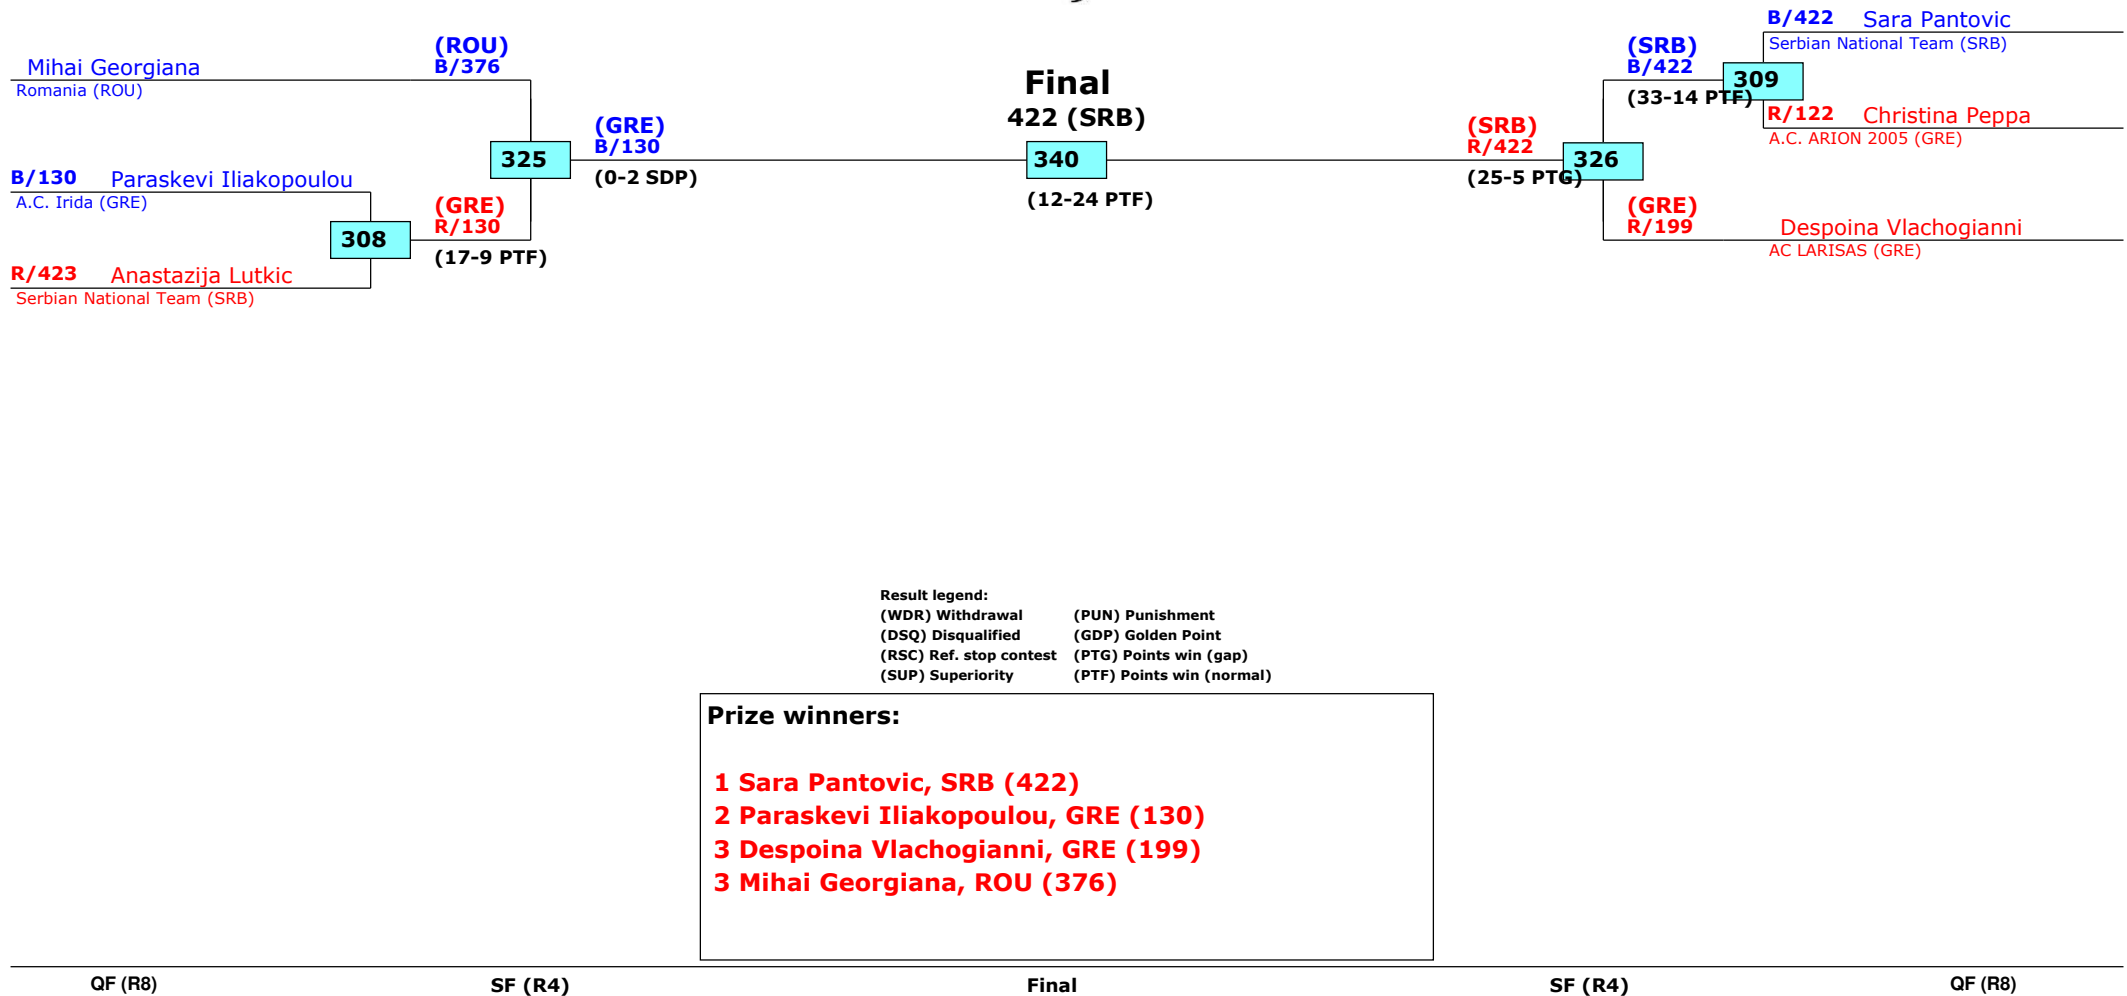 Mihai Georgiana
Romania (ROU)
(ROU)
B/376
B/130 Paraskevi Iliakopoulou
A.C. Irida (GRE)
308
R/423 Anastazija Lutkic
Serbian National Team (SRB)
(GRE)
R/130
(17-9 PTF)
325
(GRE)
B/130
(0-2 SDP)
Final
422 (SRB)
340
(12-24 PTF)
(SRB)
R/422
(25-5 PTG)
326
(SRB)
B/422
(33-14 PTF)
309
B/422 Sara Pantovic
Serbian National Team (SRB)
R/122 Christina Peppa
A.C. ARION 2005 (GRE)
(GRE)
R/199
Despoina Vlachogianni
AC LARISAS (GRE)
Result legend:
(WDR) Withdrawal (PUN) Punishment
(DSQ) Disqualified (GDP) Golden Point
(RSC) Ref. stop contest (PTG) Points win (gap)
(SUP) Superiority (PTF) Points win (normal)
Prize winners:
1 Sara Pantovic, SRB (422)
2 Paraskevi Iliakopoulou, GRE (130)
3 Despoina Vlachogianni, GRE (199)
3 Mihai Georgiana, ROU (376)
QF (R8) SF (R4) Final SF (R4) QF (R8)